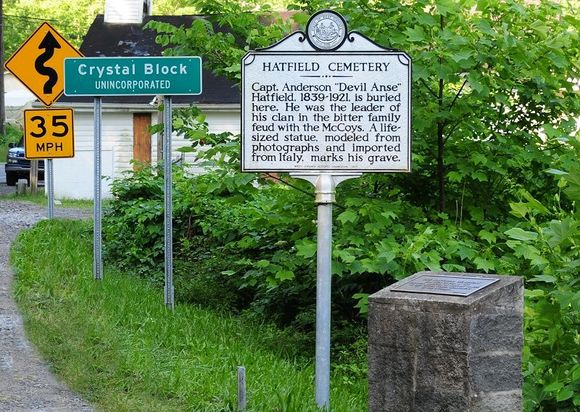 Crystal Block
UNINCORPORATED
35
MPH
HATFIELD CEMETERY
Capt. Anderson "Devil Anse"
Hatfield, 1839-1921, is buried
here. He was the leader of
his clan in the bitter family
feud with the McCoys. A life-
sized statue, modeled from
photographs and imported
from Italy, marks his grave.